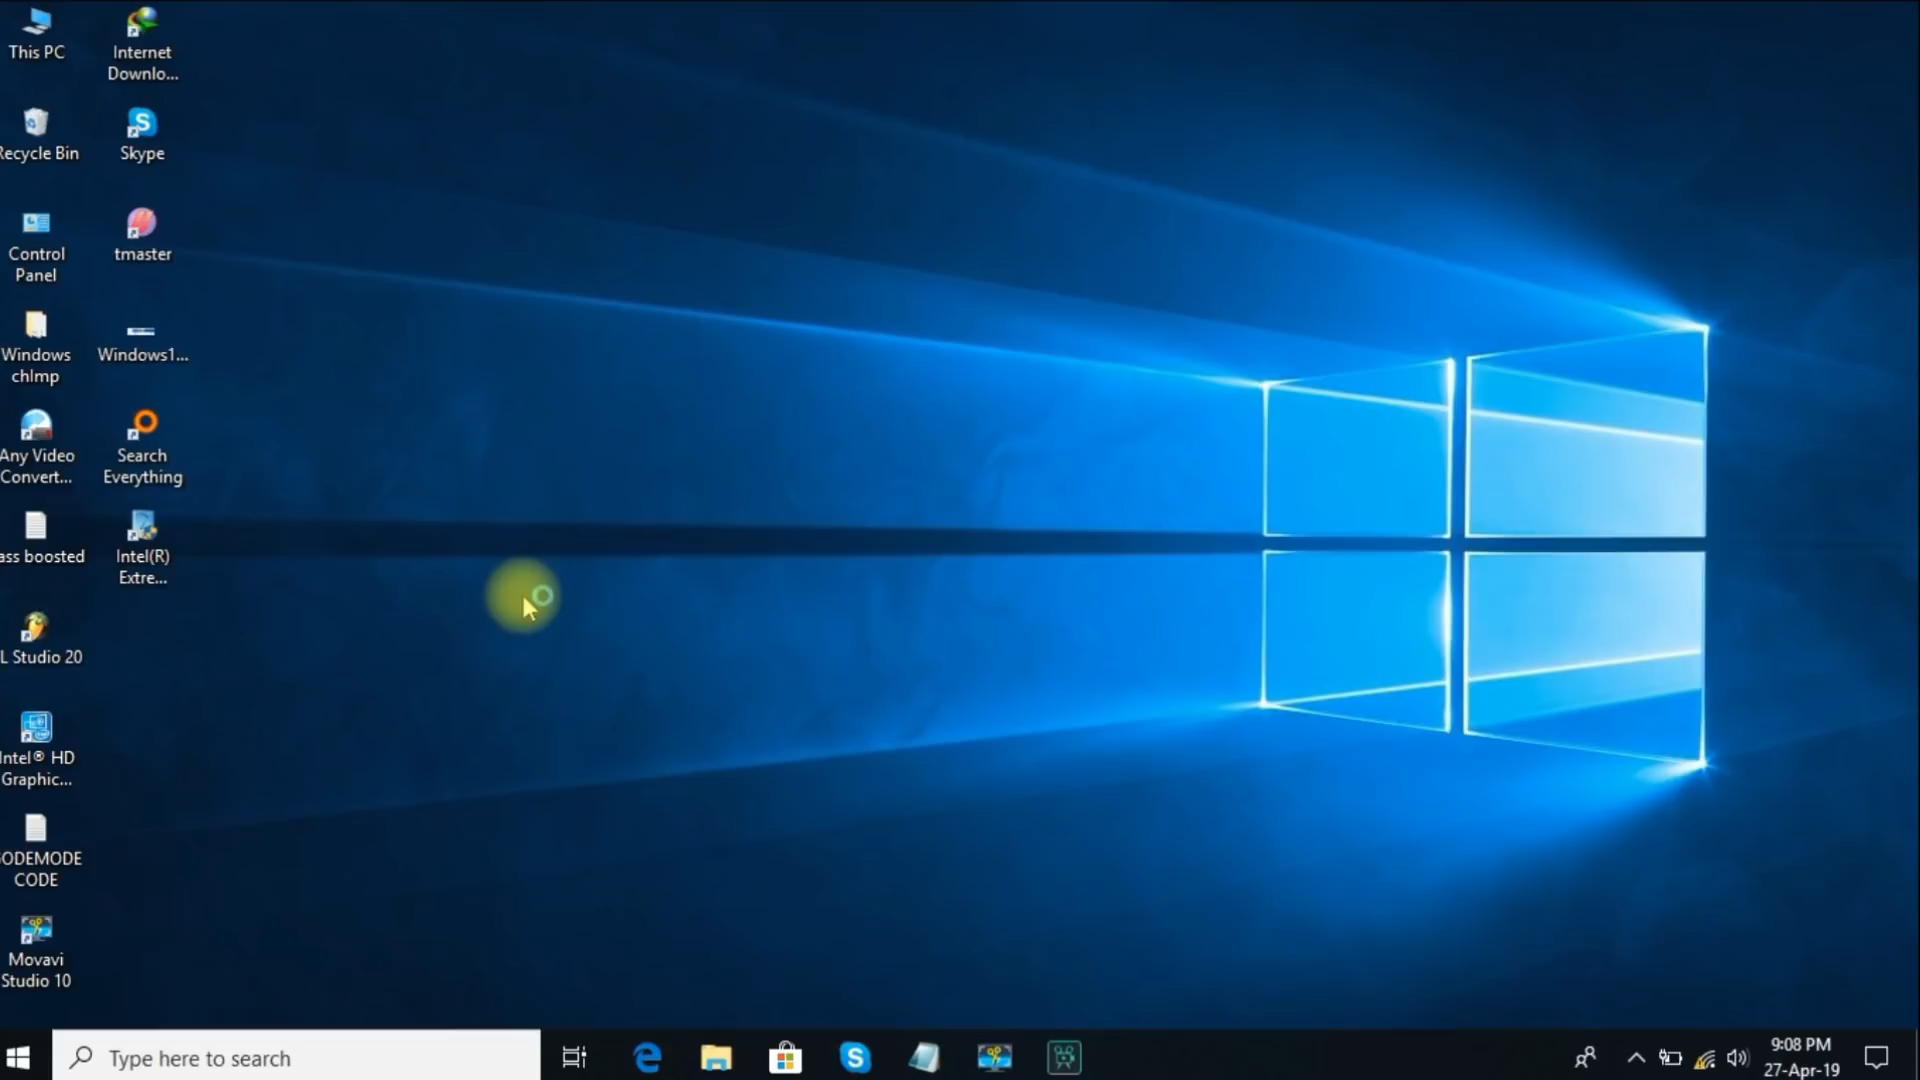 This PC
Internet
Downlo...
Recycle Bin
Skype
Control
Panel
tmaster
Windows
chlmp
Windows1...
Any Video
Convert...
Search
Everything
ass boosted
Intel(R)
Extre...
L Studio 20
Intel® HD
Graphic...
ODEMODE
CODE
Movavi
Studio 10
Type here to search
9:08 PM
27-Apr-19